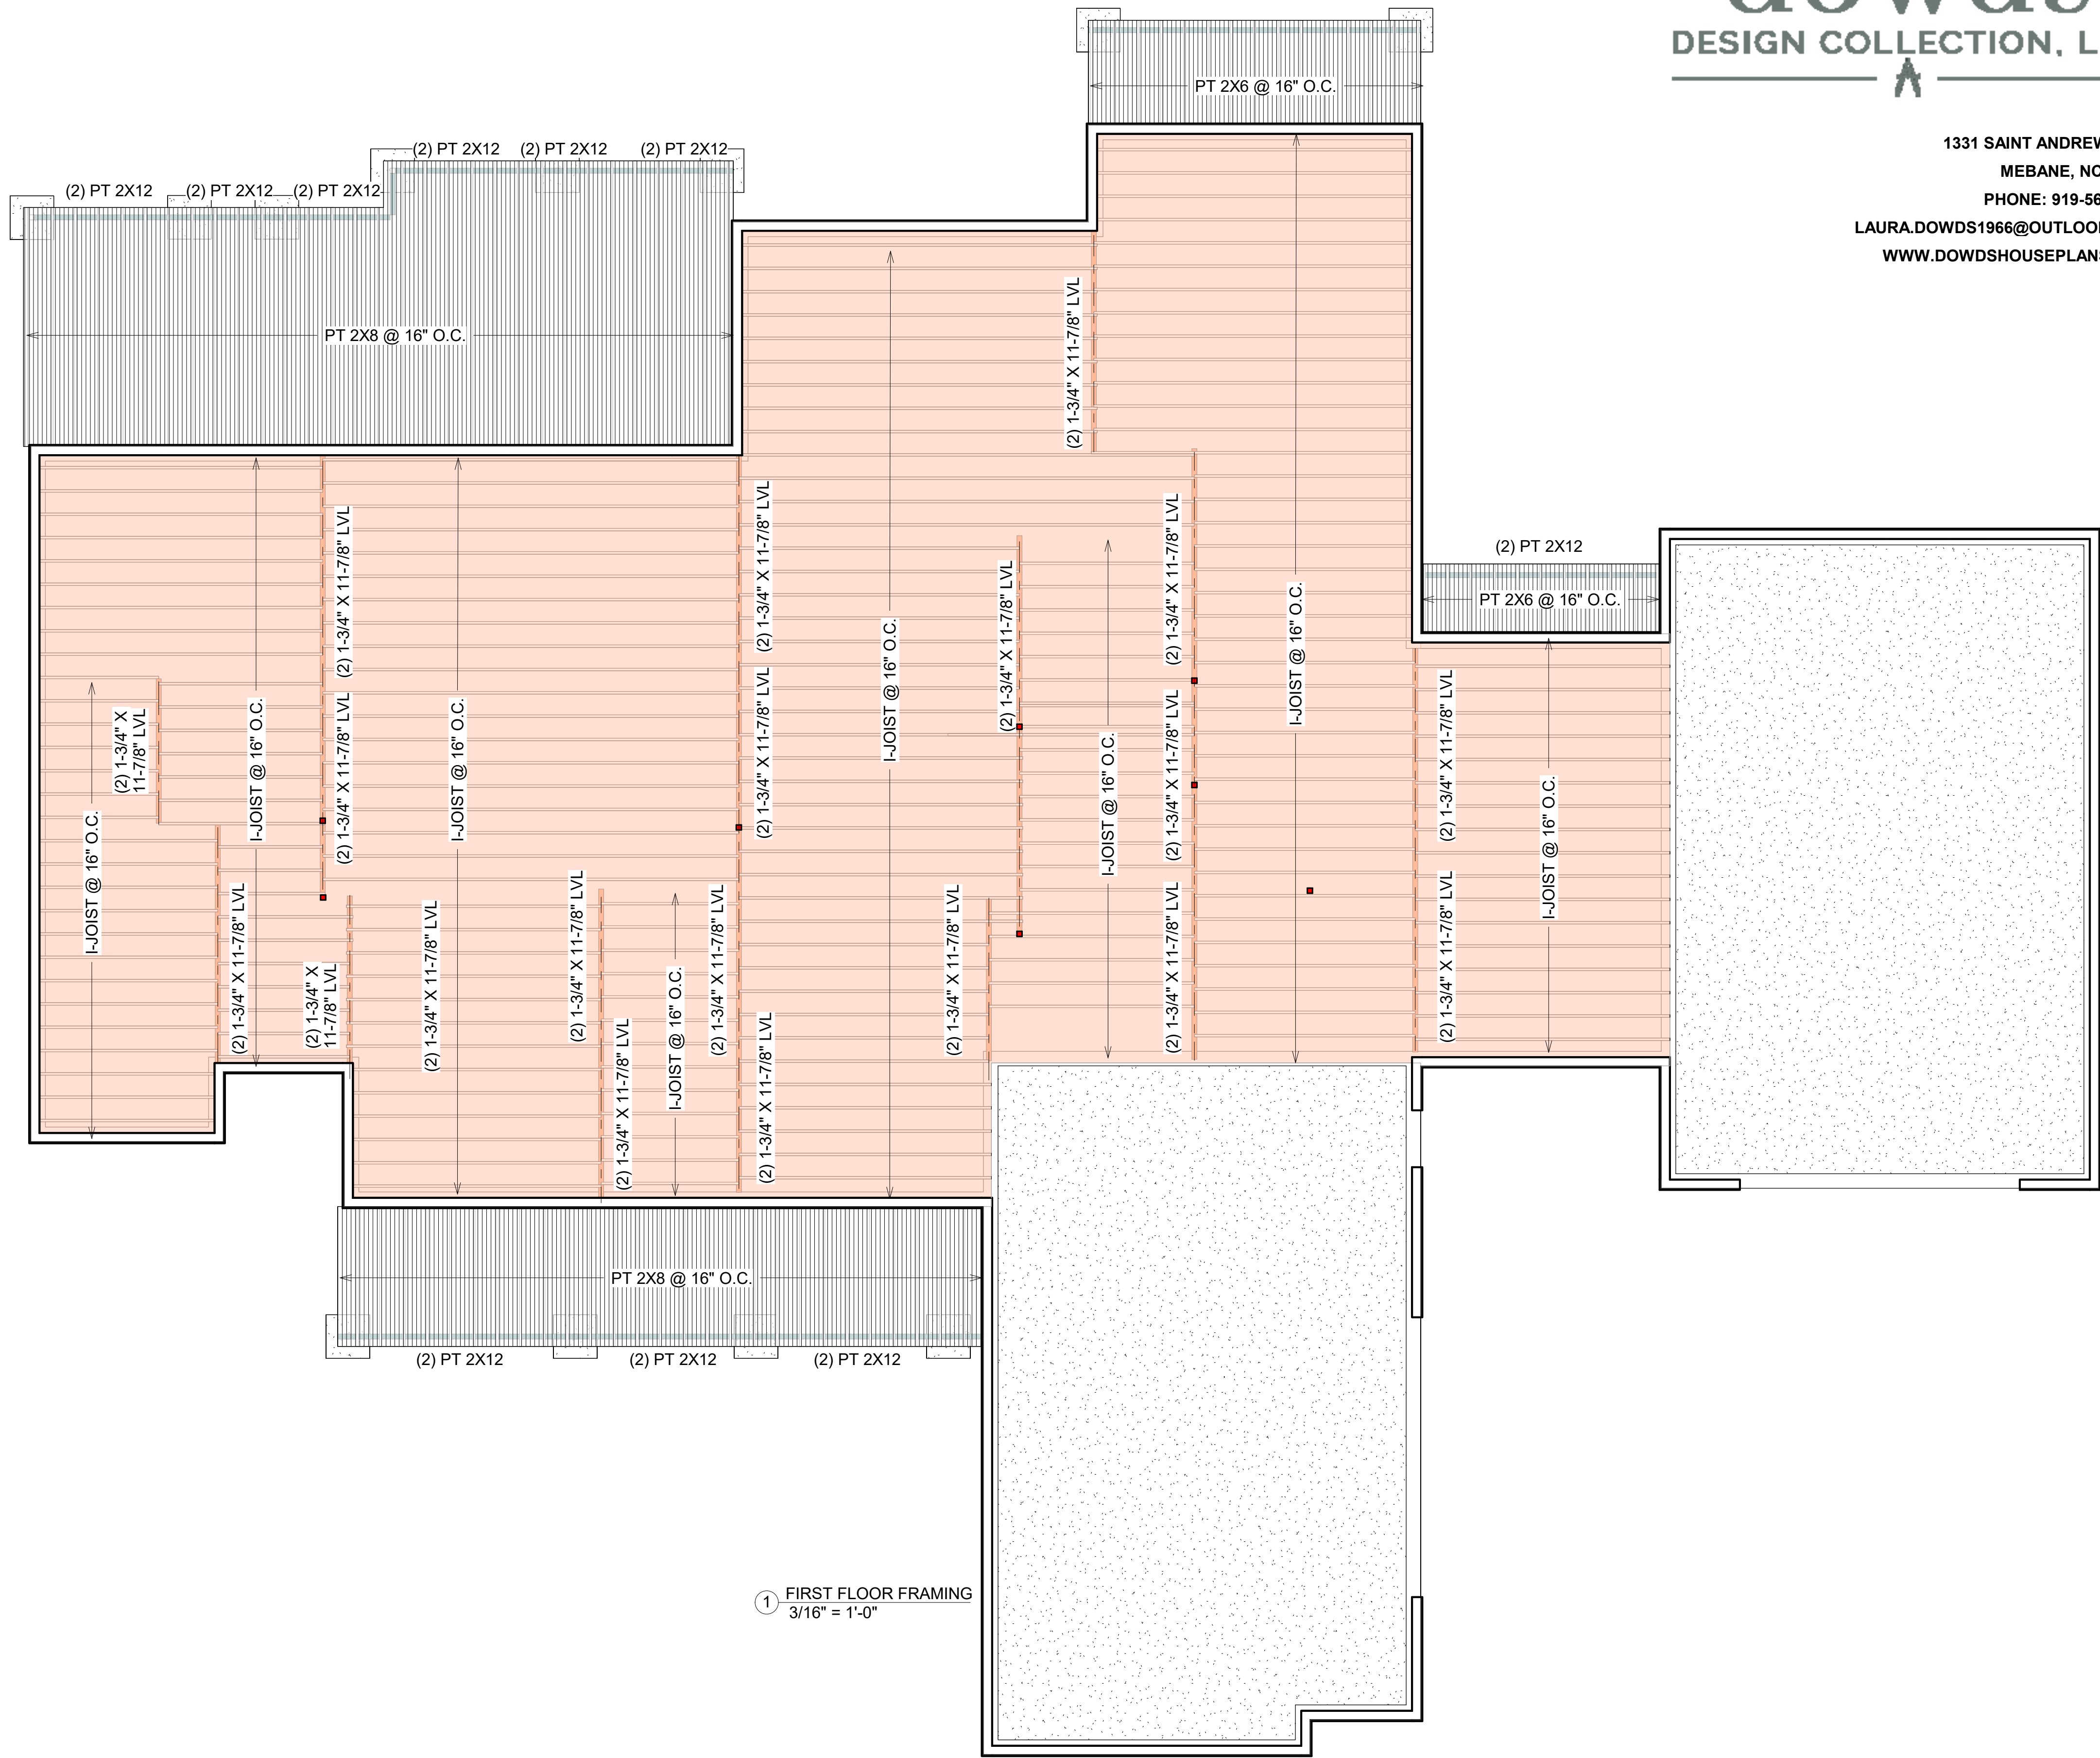 DESIGN COLLECTION, L
1331 SAINT ANDREW
MEBANE, NC
PHONE: 919-56
LAURA.DOWDS1966@OUTLOO
WWW.DOWDSHOUSEPLAN
PT 2X6 @ 16" O.C.
(2) PT 2X12 (2) PT 2X12 (2) PT 2X12
(2) PT 2X12 (2) PT 2X12 (2) PT 2X12
PT 2X8 @ 16" O.C.
(2) 1-3/4" X 11-7/8" LVL
(2) 1-3/4" X 11-7/8" LVL
(2) 1-3/4" X 11-7/8" LVL
(2) 1-3/4" X 11-7/8" LVL
(2) PT 2X12
PT 2X6 @ 16" O.C.
(2) 1-3/4" X 11-7/8" LVL
I-JOIST @ 16" O.C.
I-JOIST @ 16" O.C.
I-JOIST @ 16" O.C.
I-JOIST @ 16" O.C.
(2) 1-3/4" X
11-7/8" LVL
(2) 1-3/4" X 11-7/8" LVL
(2) 1-3/4" X 11-7/8" LVL
I-JOIST @ 16" O.C.
(2) 1-3/4" X 11-7/8" LVL
(2) 1-3/4" X 11-7/8" LVL
I-JOIST @ 16" O.C.
I-JOIST @ 16" O.C.
(2) 1-3/4" X 11-7/8" LVL
(2) 1-3/4" X
11-7/8" LVL
(2) 1-3/4" X 11-7/8" LVL
(2) 1-3/4" X 11-7/8" LVL
(2) 1-3/4" X 11-7/8" LVL
I-JOIST @ 16" O.C.
(2) 1-3/4" X 11-7/8" LVL
(2) 1-3/4" X 11-7/8" LVL
(2) 1-3/4" X 11-7/8" LVL
(2) 1-3/4" X 11-7/8" LVL
(2) 1-3/4" X 11-7/8" LVL
PT 2X8 @ 16" O.C.
(2) PT 2X12 (2) PT 2X12 (2) PT 2X12
1 FIRST FLOOR FRAMING
3/16" = 1'-0"